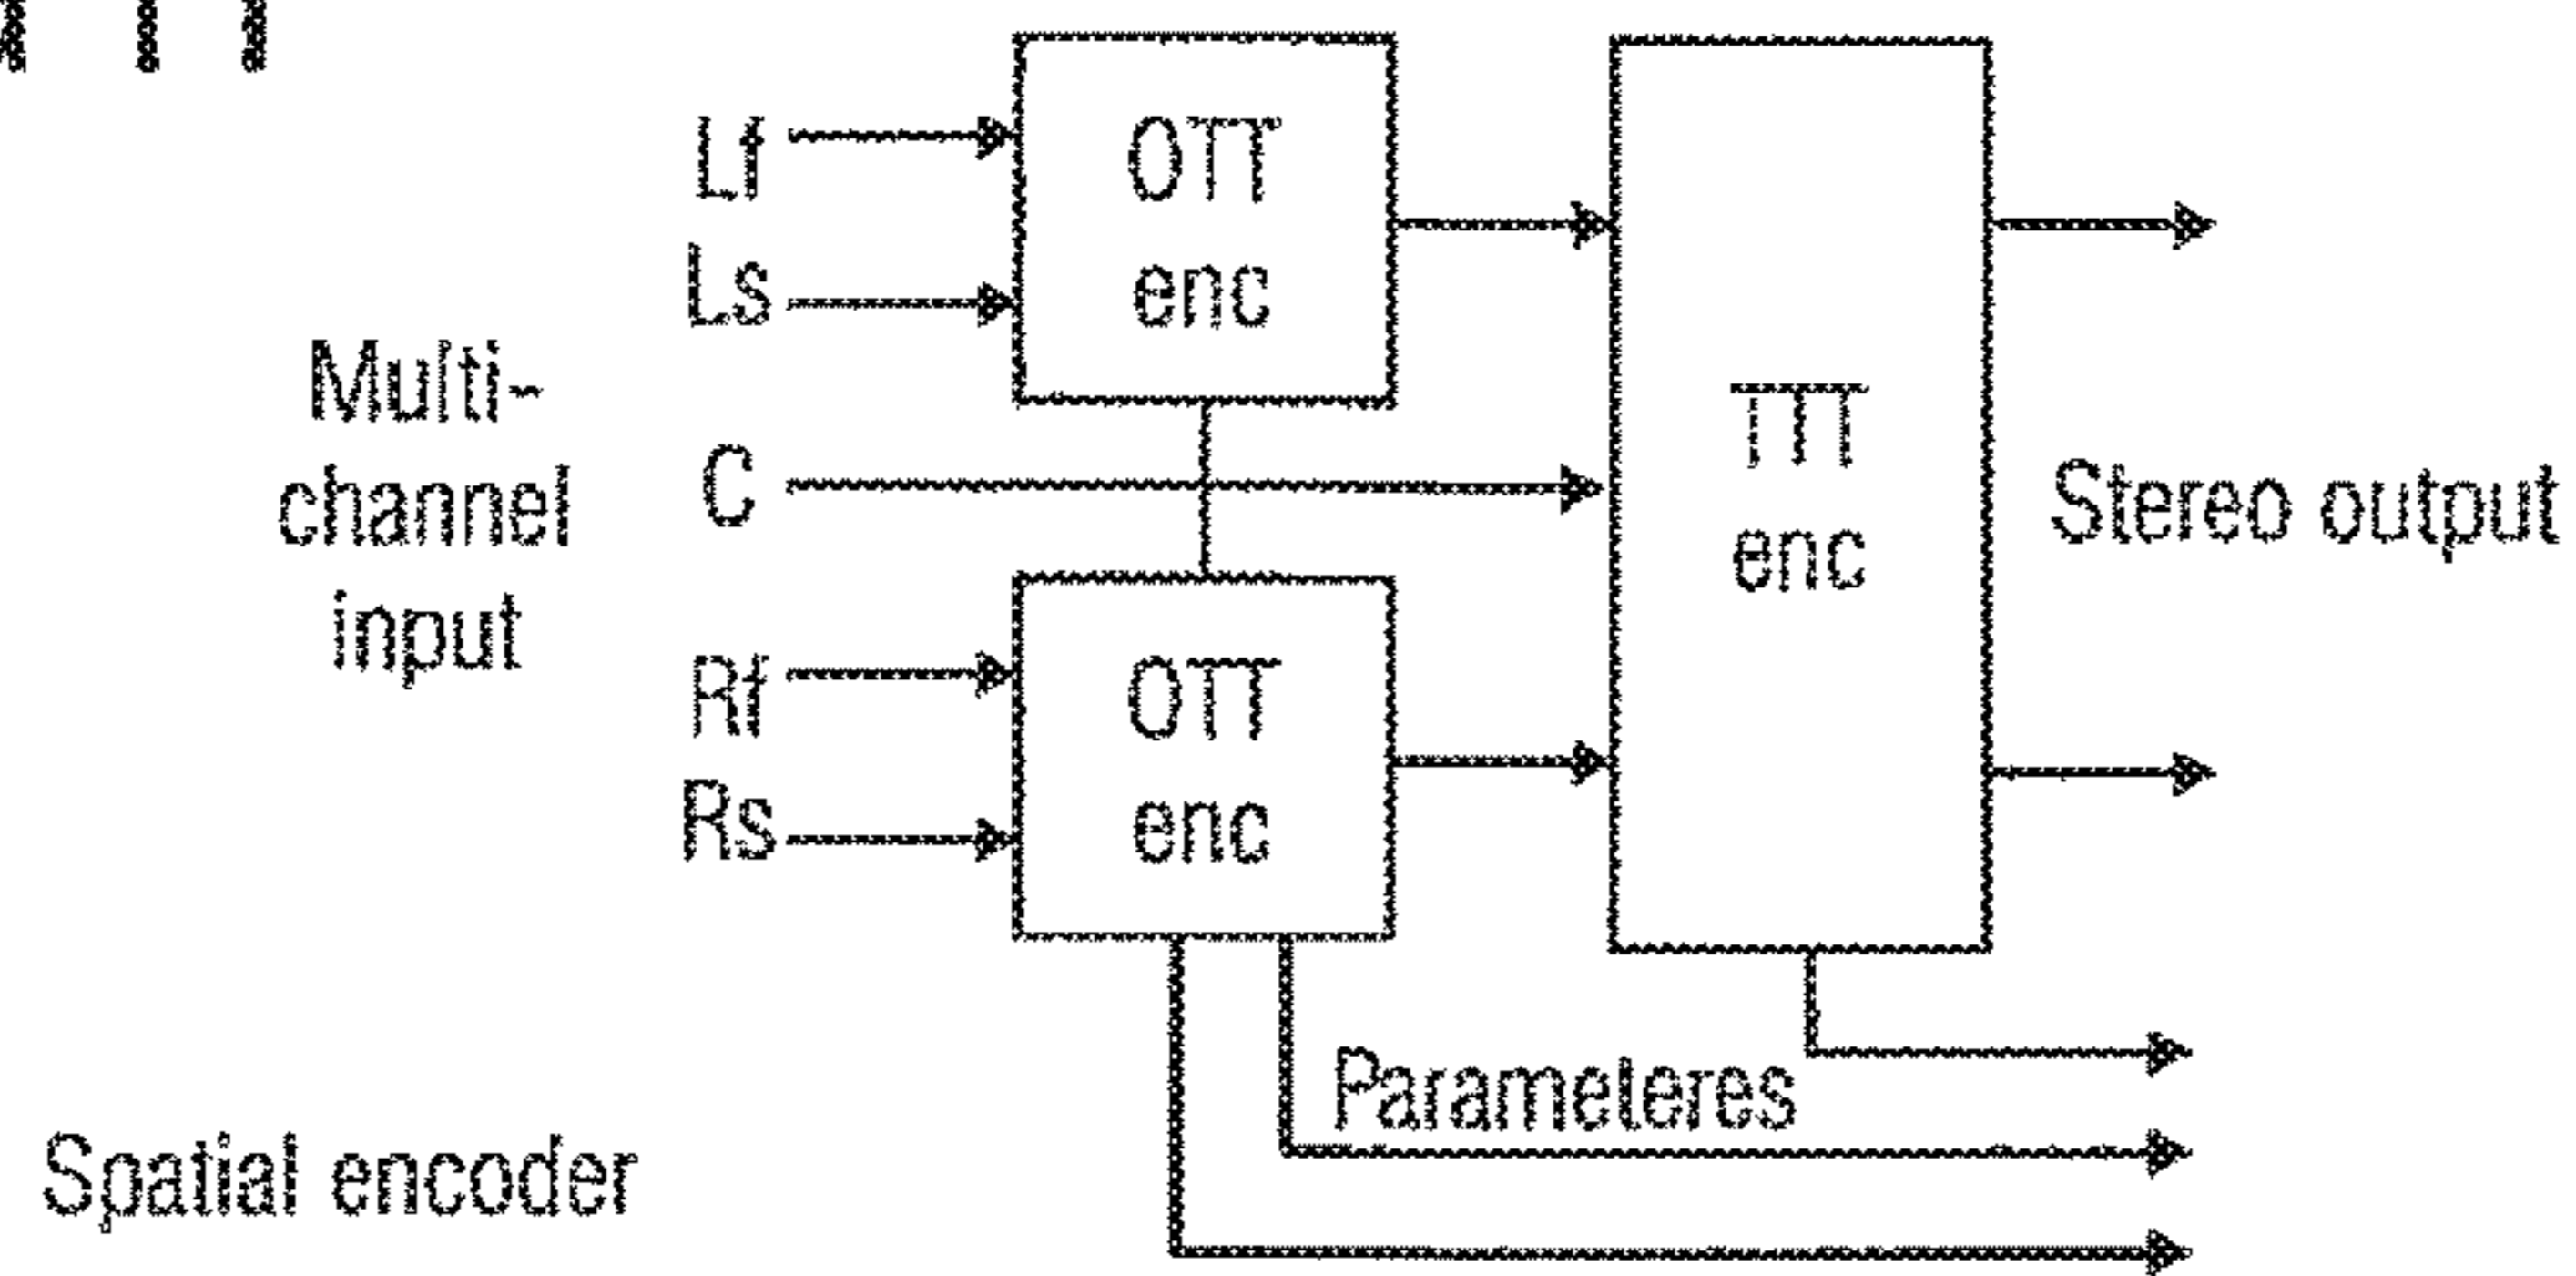 Lf
OTT
enc
Ls
Multi-
channel
input
C
TTT
enc
Stereo output
Rf
OTT
enc
Rs
Parameteres
Spatial encoder